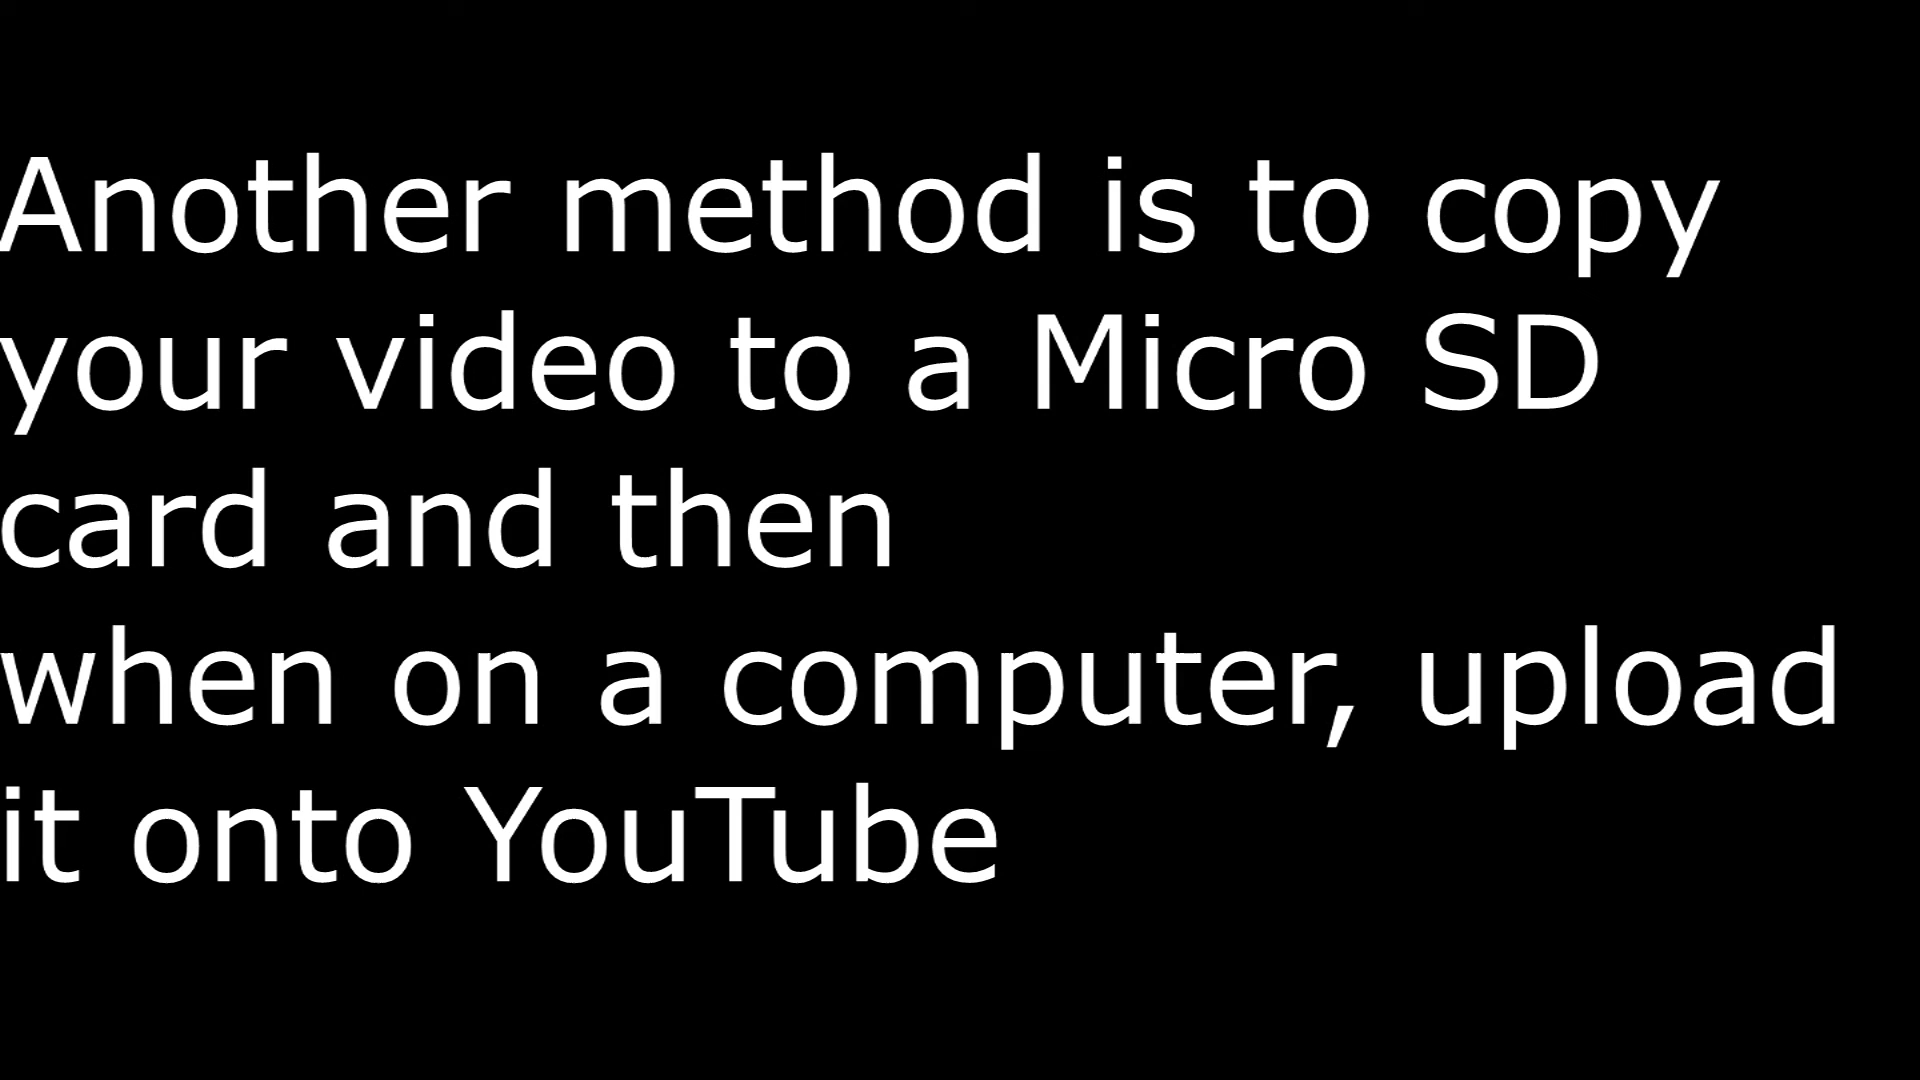 Another method is to copy
your video to a Micro SD
card and then
when on a computer, upload
it onto YouTube